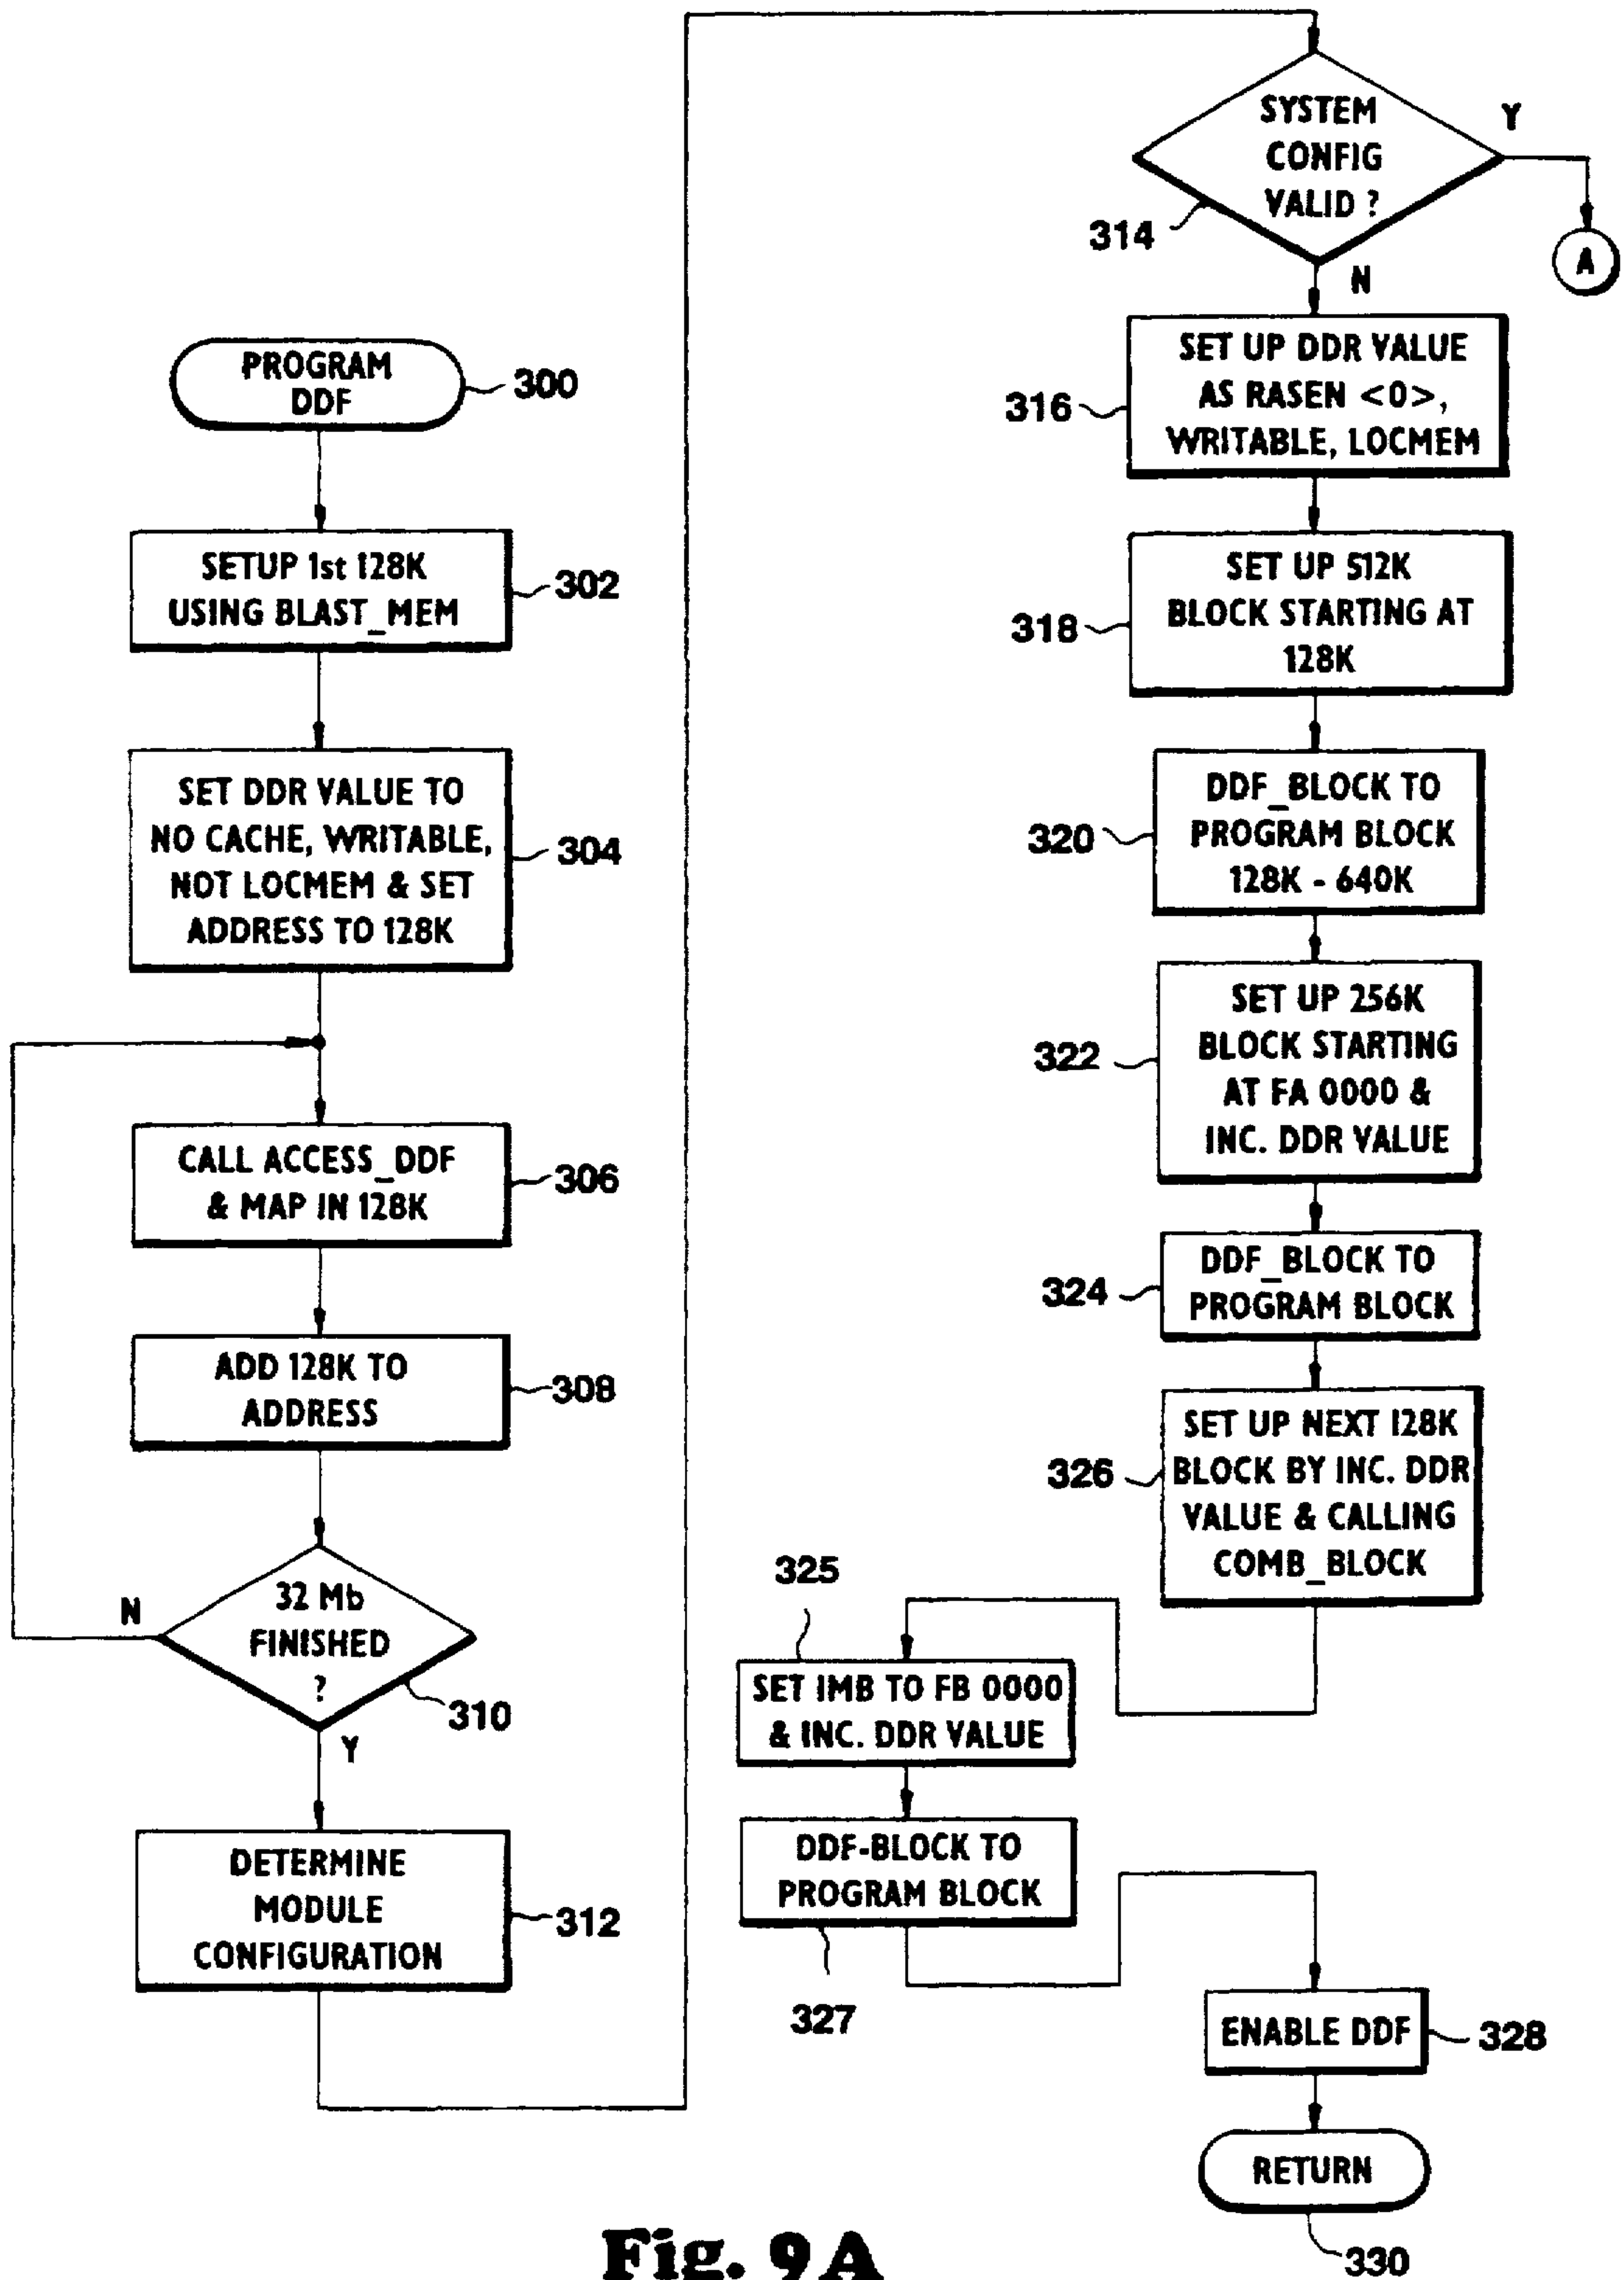 PROGRAM
DDF
300
SETUP 1st 128K
USING BLAST_MEM
302
SET DDR VALUE TO
NO CACHE, WRITABLE,
NOT LOCMEM & SET
ADDRESS TO 128K
304
CALL ACCESS_DDF
& MAP IN 128K
306
ADD 128K TO
ADDRESS
308
32 Mb
FINISHED
?
N
310
Y
DETERMINE
MODULE
CONFIGURATION
312
SYSTEM
CONFIG
VALID ?
Y
314
A
N
SET UP DDR VALUE
AS RASEN <0>,
WRITABLE, LOCMEM
316
SET UP 512K
BLOCK STARTING AT
128K
318
DDF_BLOCK TO
PROGRAM BLOCK
128K - 640K
320
SET UP 256K
BLOCK STARTING
AT FA 0000 &
INC. DDR VALUE
322
DDF_BLOCK TO
PROGRAM BLOCK
324
SET UP NEXT 128K
BLOCK BY INC. DDR
VALUE & CALLING
COMB_BLOCK
326
325
SET IMB TO FB 0000
& INC. DDR VALUE
DDF-BLOCK TO
PROGRAM BLOCK
327
ENABLE DDF
328
RETURN
330
Fig. 9A